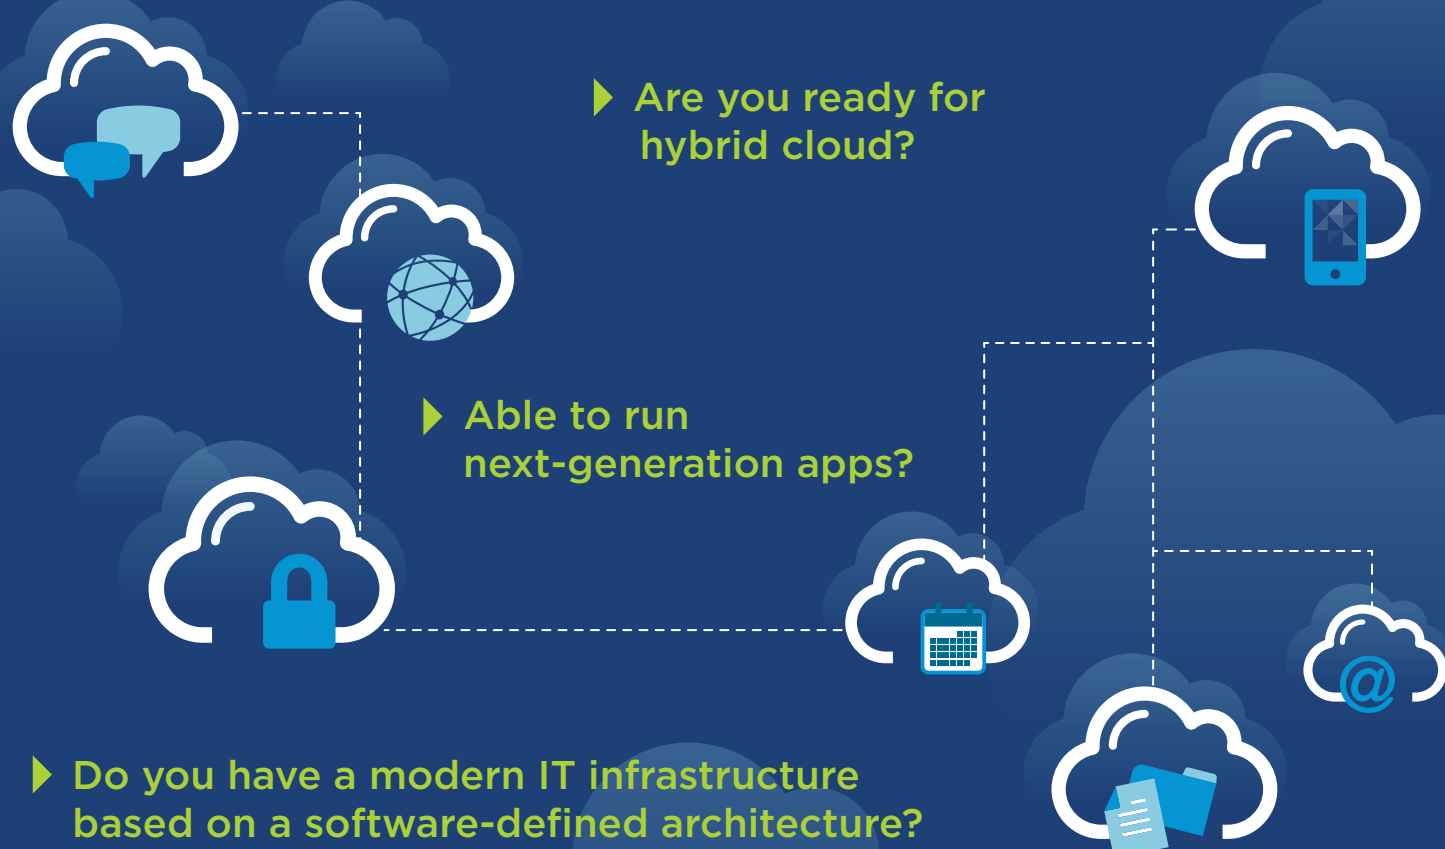 Are you ready for
hybrid cloud?
Able to run
next-generation apps?
@
Do you have a modern IT infrastructure
based on a software-defined architecture?